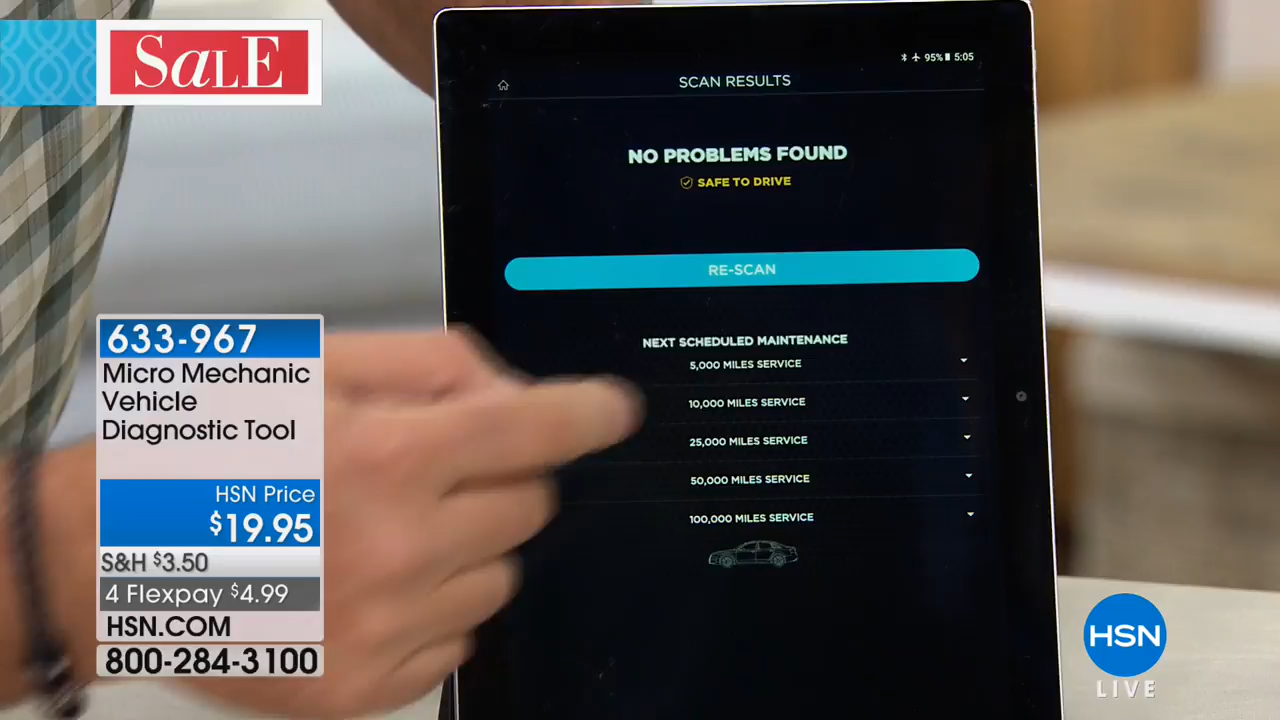 SALE
95% 5:05
SCAN RESULTS
NO PROBLEMS FOUND
SAFE TO DRIVE
RE-SCAN
NEXT SCHEDULED MAINTENANCE
5,000 MILES SERVICE
10,000 MILES SERVICE
25,000 MILES SERVICE
50,000 MILES SERVICE
100,000 MILES SERVICE
633-967
Micro Mechanic
Vehicle
Diagnostic Tool
HSN Price
$19.95
S&H $3.50
4 Flexpay $4.99
HSN.COM
800-284-3100
HSN
LIVE